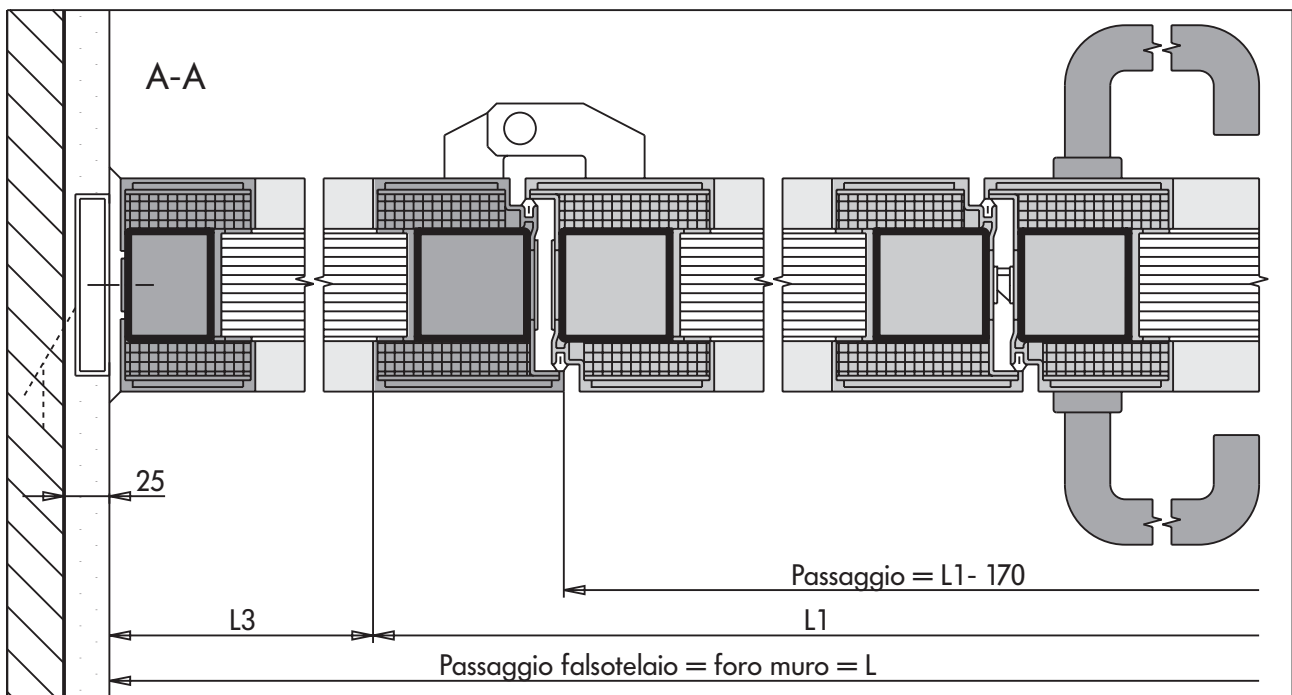 A-A
25
Passaggio = L1- 170
L3
L1
Passaggio falsotelaio = foro muro = L